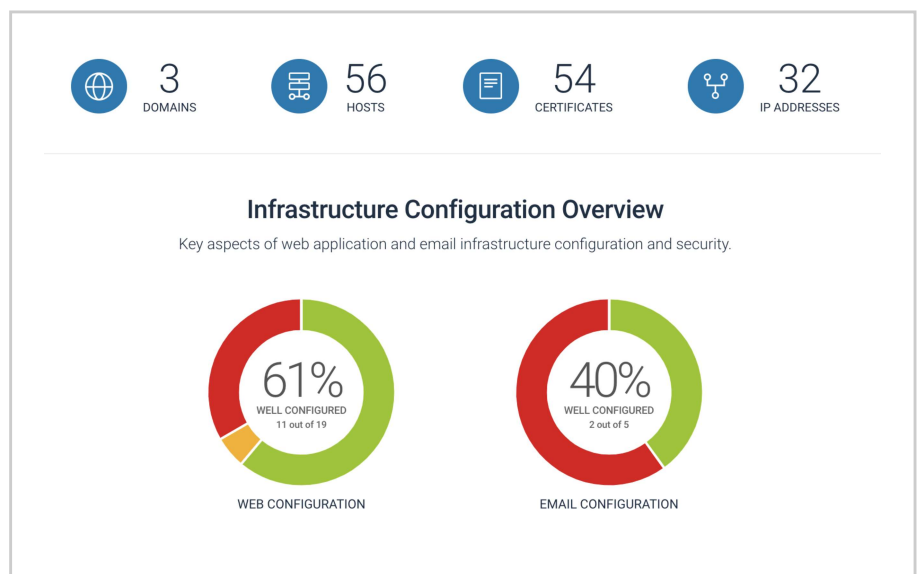 3
DOMAINS
56
HOSTS
54
CERTIFICATES
32
IP ADDRESSES
Infrastructure Configuration Overview
Key aspects of web application and email infrastructure configuration and security.
61%
WELL CONFIGURED
11 out of 19
WEB CONFIGURATION
40%
WELL CONFIGURED
2 out of 5
EMAIL CONFIGURATION